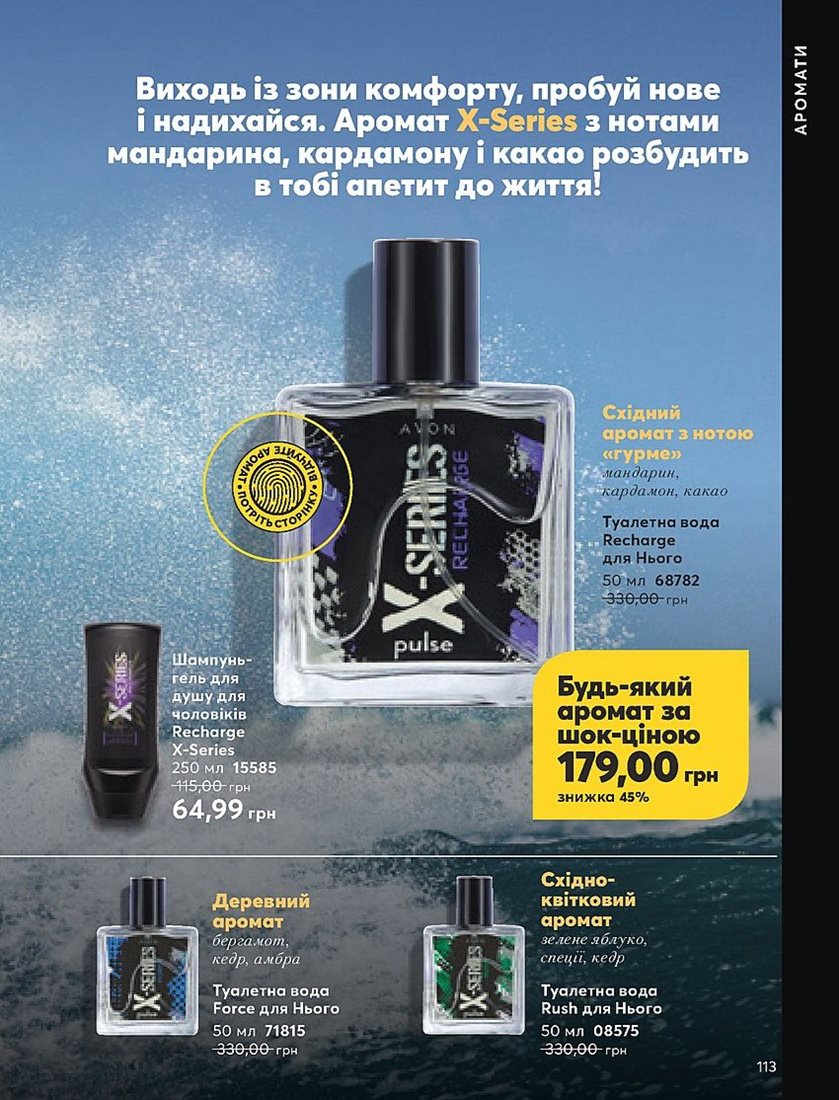 АРОМАТИ
Виходь із зони комфорту, пробуй нове
і надихайся. Аромат X-Series з нотами
мандарина, кардамону і какао розбудить
в тобі апетит до життя!
AVON
X-SERIES
RECHARGE
pulse
ВІДЧУЙТЕ АРОМАТ • ПОТРІТЬ СТОРІНКУ •
Східний
аромат з нотою
«гурме»
мандарин,
кардамон, какао
Туалетна вода
Recharge
для Нього
50 мл 68782
330,00 грн
Будь-який
аромат за
шок-ціною
179,00 грн
знижка 45%
X-SERIES
Шампунь-
гель для
душу для
чоловіків
Recharge
X-Series
250 мл 15585
115,00 грн
64,99 грн
X-SERIES
Деревний
аромат
бергамот,
кедр, амбра
Туалетна вода
Force для Нього
50 мл 71815
330,00 грн
X-SERIES
Східно-
квітковий
аромат
зелене яблуко,
спеції, кедр
Туалетна вода
Rush для Нього
50 мл 08575
330,00 грн
113